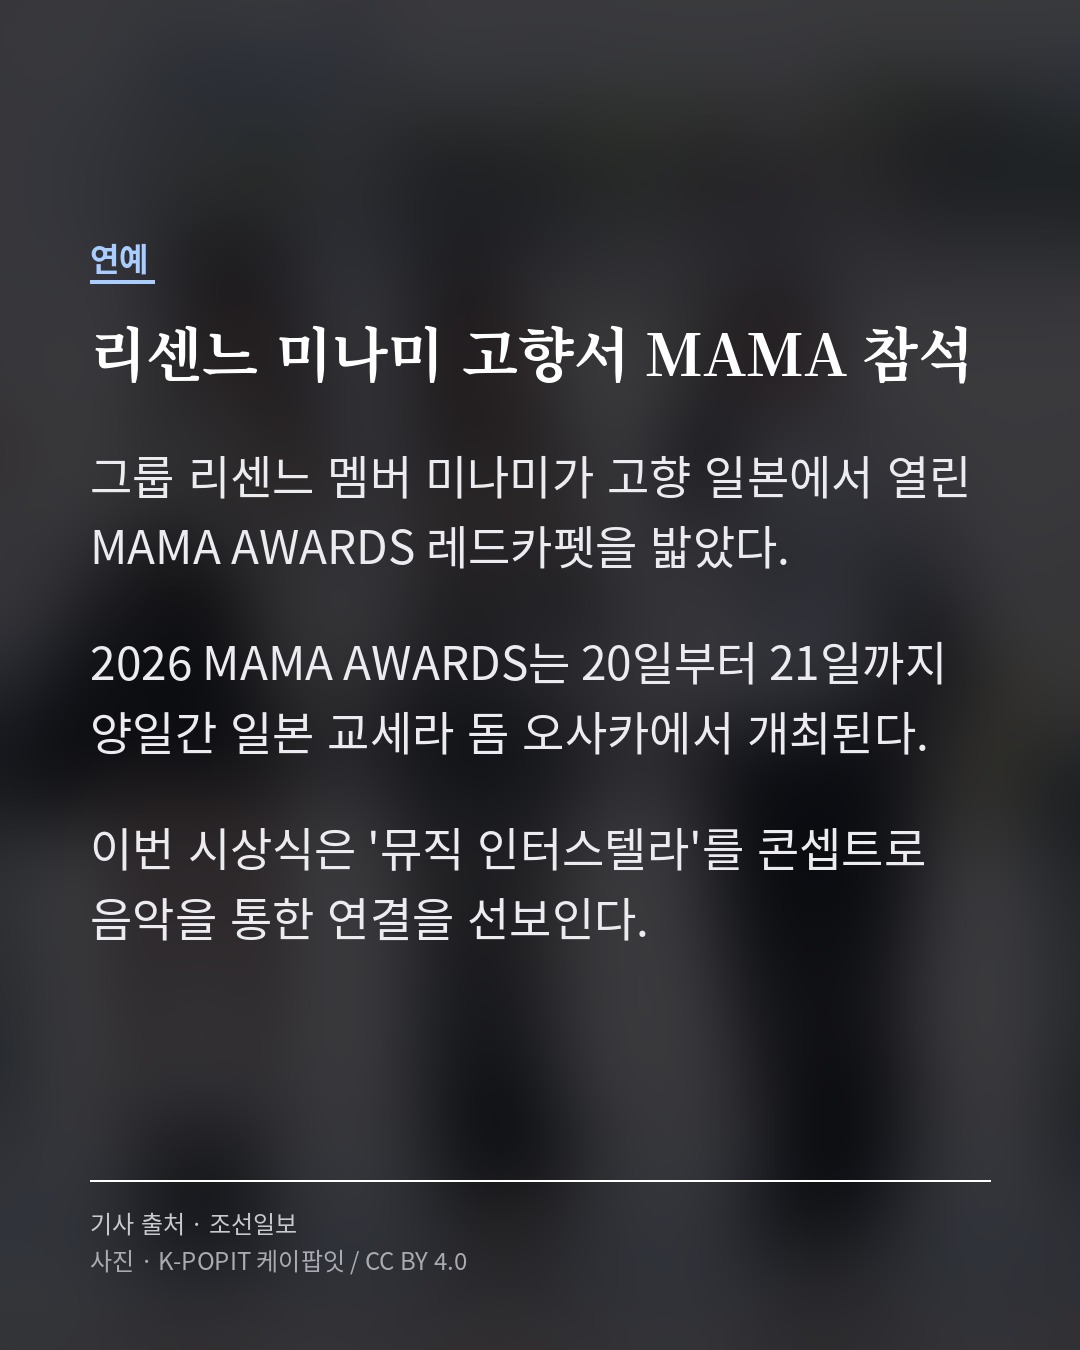 연예
리센느 미나미 고향서 MAMA 참석
그룹 리센느 멤버 미나미가 고향 일본에서 열린
MAMA AWARDS 레드카펫을 밟았다.
2026 MAMA AWARDS는 20일부터 21일까지
양일간 일본 교세라 돔 오사카에서 개최된다.
이번 시상식은 '뮤직 인터스텔라'를 콘셉트로
음악을 통한 연결을 선보인다.
기사 출처 · 조선일보
사진 · K-POPIT 케이팝잇 / CC BY 4.0